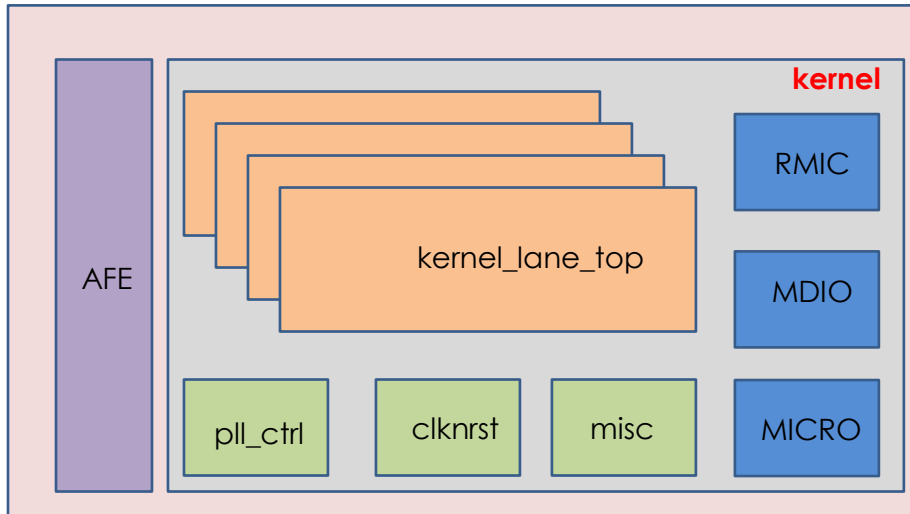 kernel
RMIC
kernel_lane_top
AFE
MDIO
pll_ctrl
clknrst
misc
MICRO